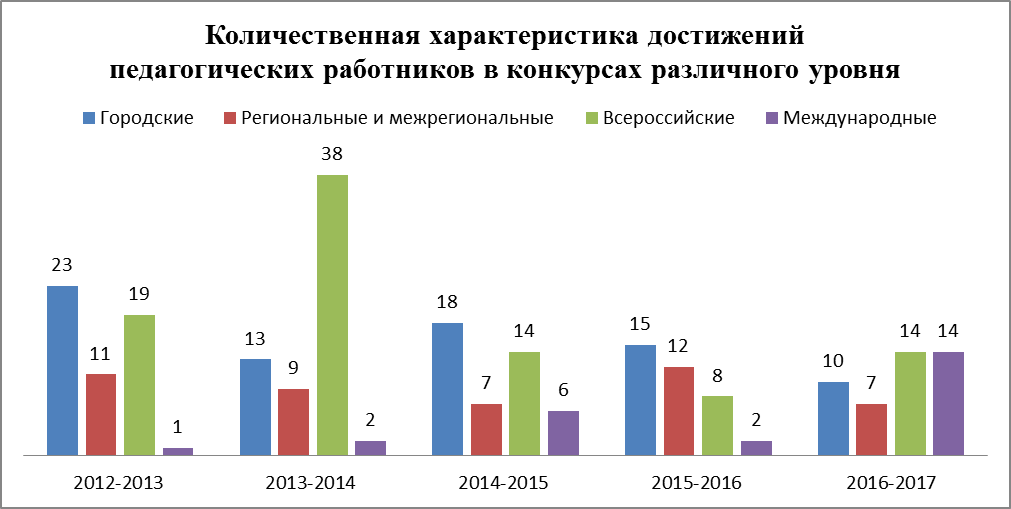 Количественная характеристика достижений
педагогических работников в конкурсах различного уровня
Городские Региональные и межрегиональные Всероссийские Международные
23 11 19 1
13 9 38 2
18 7 14 6
15 12 8 2
10 7 14 14
2012-2013 2013-2014 2014-2015 2015-2016 2016-2017